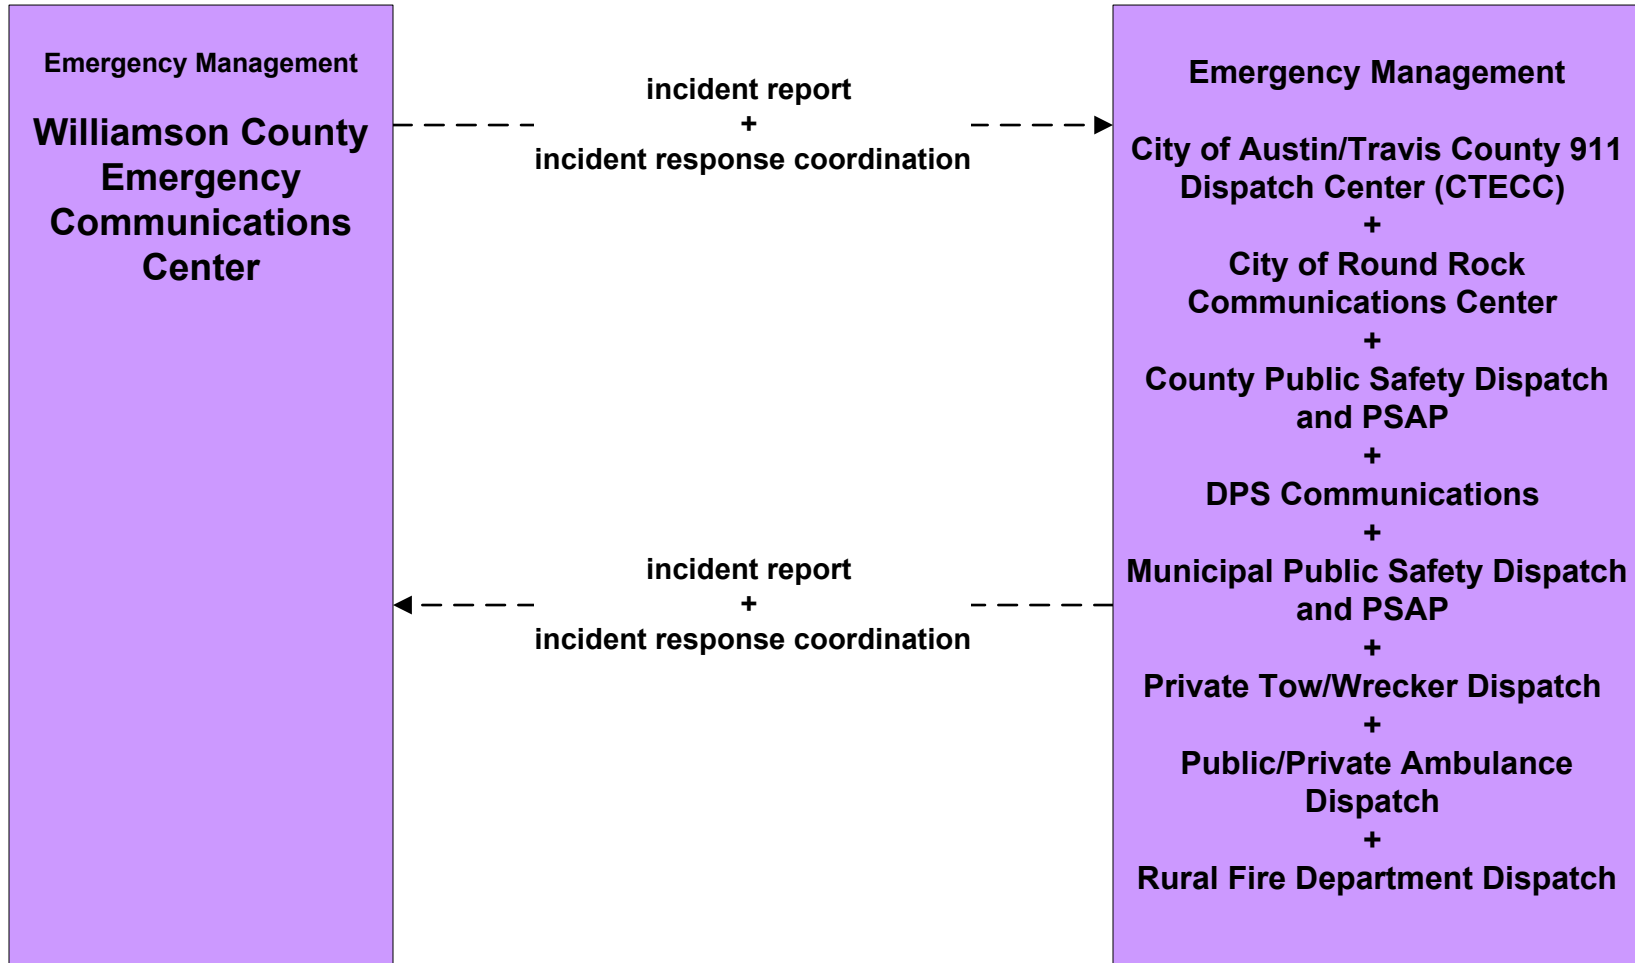 Emergency Management
Williamson County
Emergency
Communications
Center
incident report
+
incident response coordination
incident report
+
incident response coordination
Emergency Management
City of Austin/Travis County 911
Dispatch Center (CTECC)
+
City of Round Rock
Communications Center
+
County Public Safety Dispatch
and PSAP
+
DPS Communications
+
Municipal Public Safety Dispatch
and PSAP
+
Private Tow/Wrecker Dispatch
+
Public/Private Ambulance
Dispatch
+
Rural Fire Department Dispatch